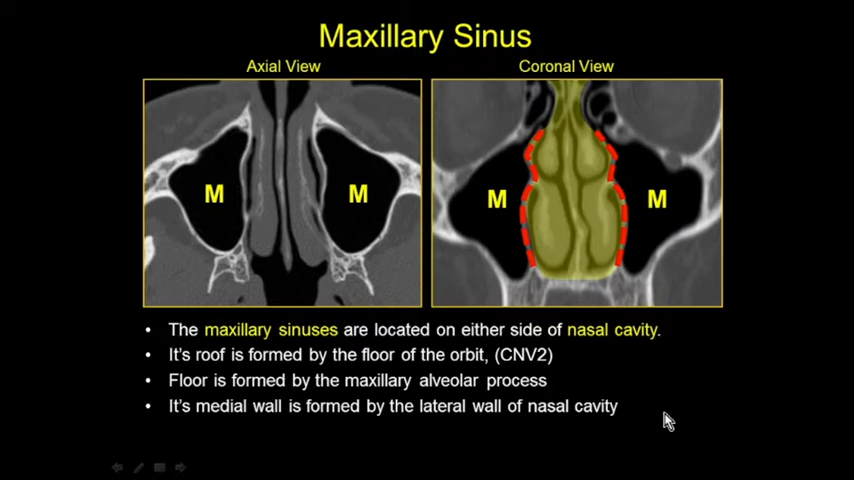 Maxillary Sinus
Axial View
Coronal View
M
M
M
M
• The maxillary sinuses are located on either side of nasal cavity.
• It's roof is formed by the floor of the orbit, (CNV2)
• Floor is formed by the maxillary alveolar process
• It's medial wall is formed by the lateral wall of nasal cavity